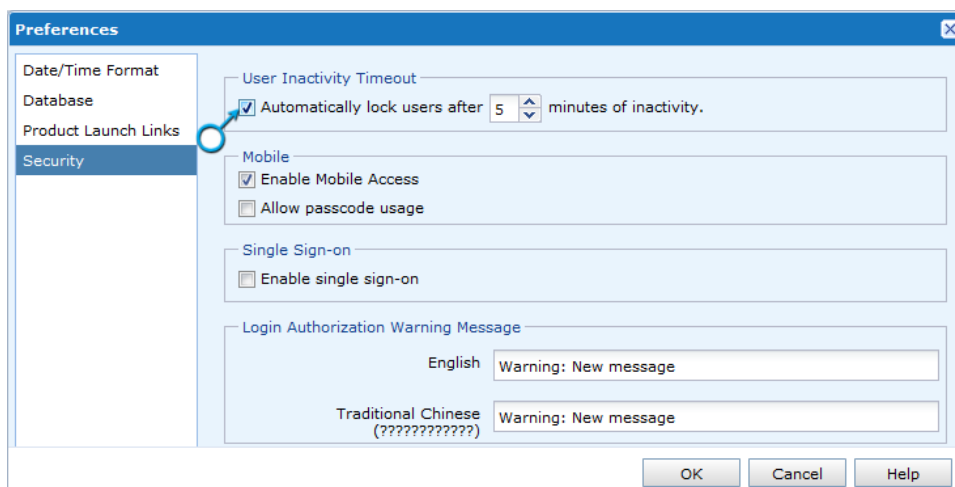 Preferences
Date/Time Format
Database
Product Launch Links
Security
User Inactivity Timeout
Automatically lock users after 5 minutes of inactivity.
Mobile
Enable Mobile Access
Allow passcode usage
Single Sign-on
Enable single sign-on
Login Authorization Warning Message
English Warning: New message
Traditional Chinese Warning: New message
(????????????)
OK Cancel Help